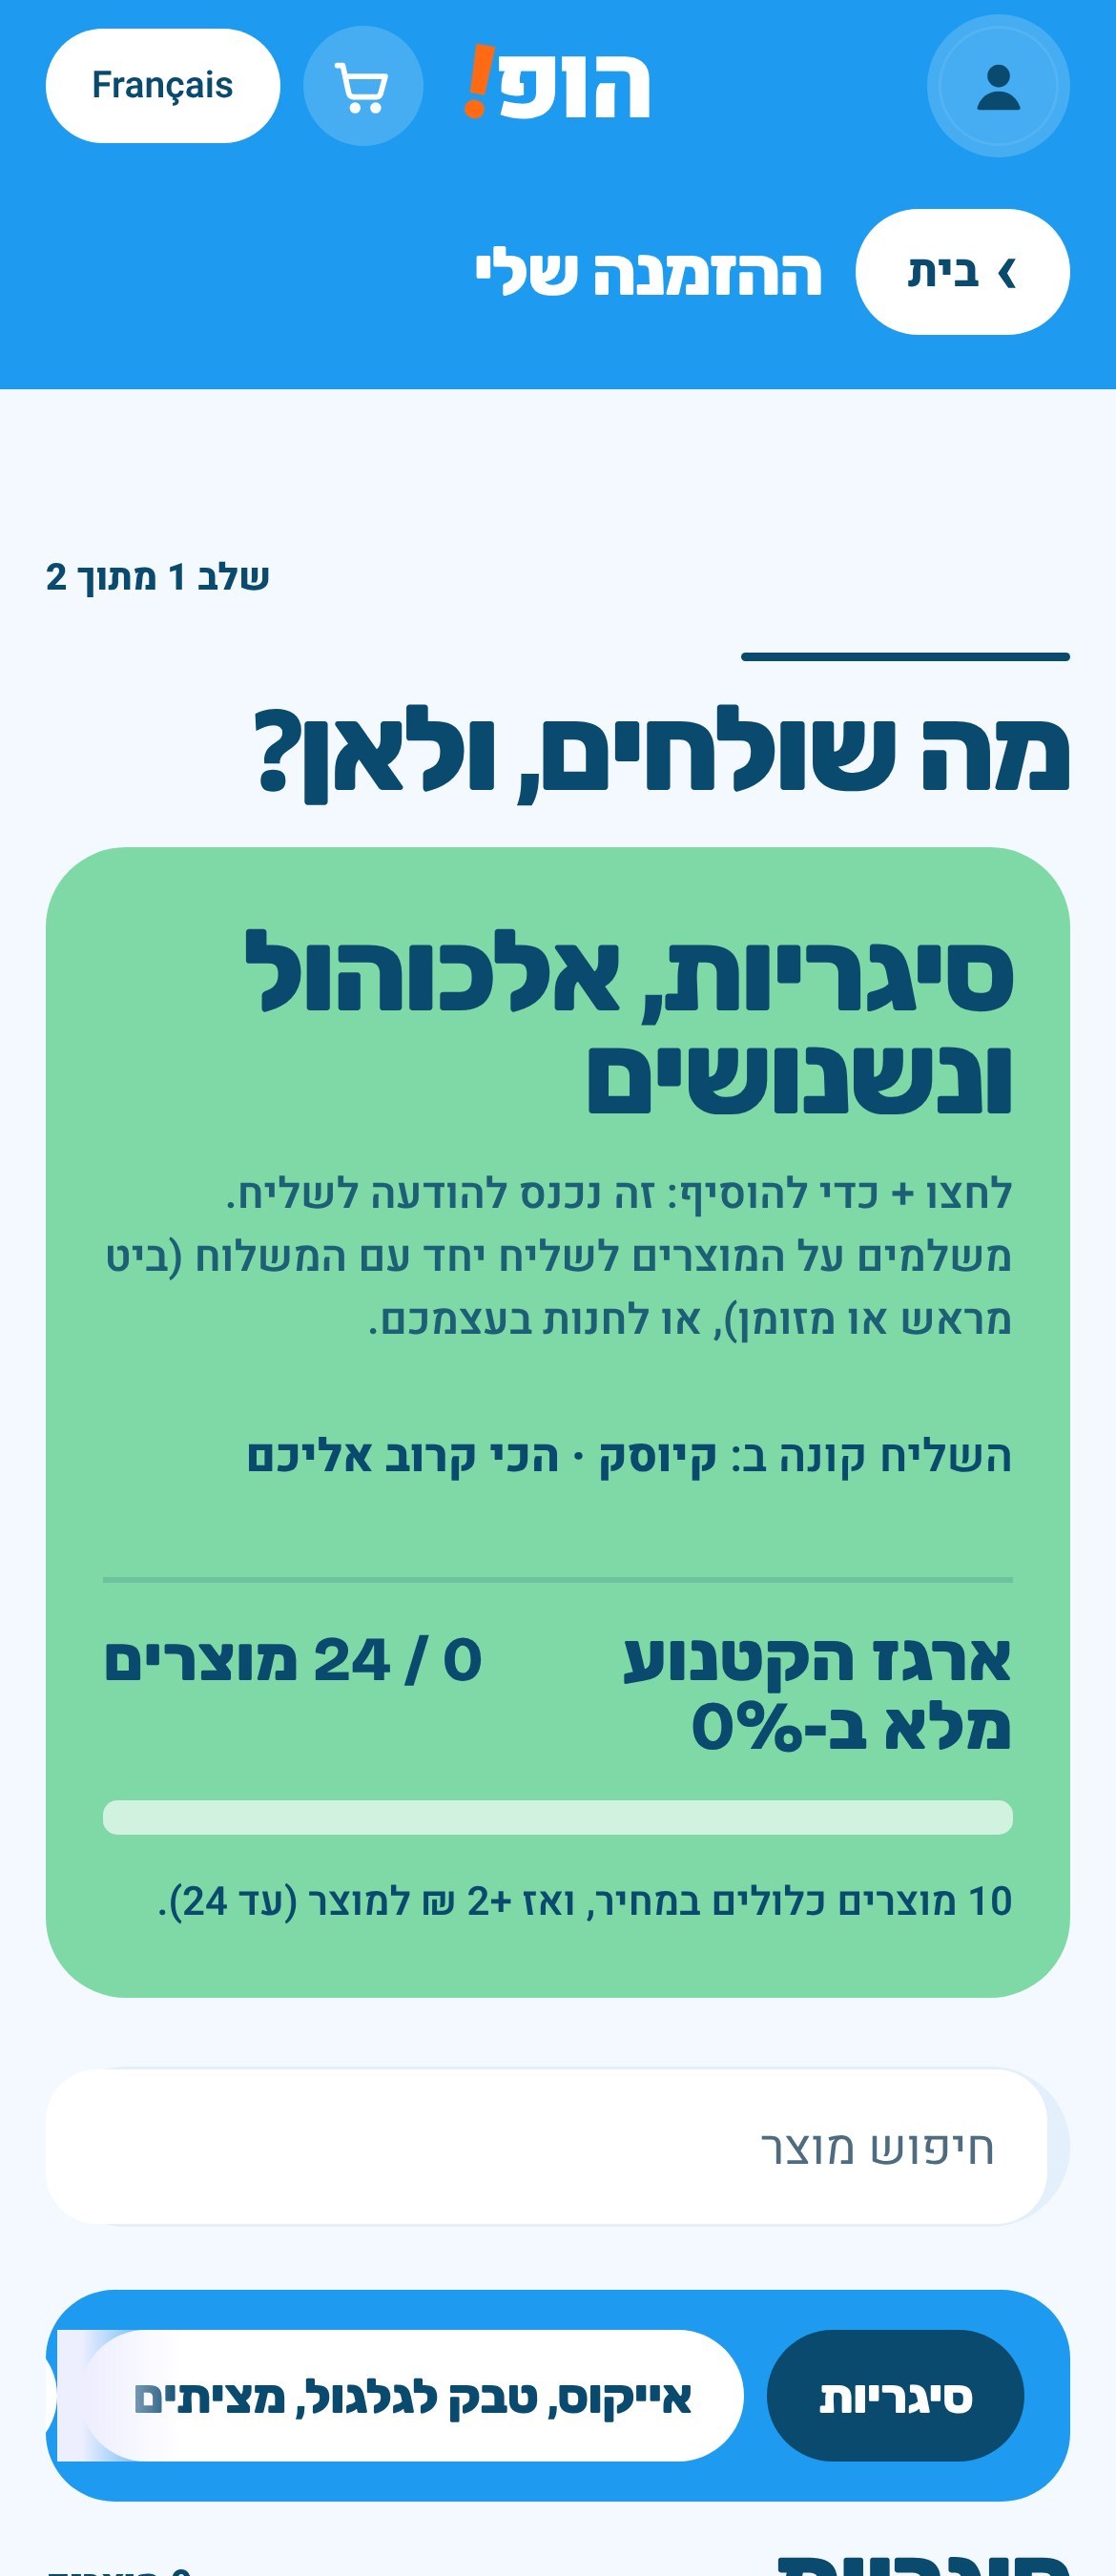 הופ!
Français
› בית
ההזמנה שלי
שלב 1 מתוך 2
מה שולחים, ולאן?
סיגריות, אלכוהול
ונשנושים
לחצו + כדי להוסיף: זה נכנס להודעה לשליח.
משלמים על המוצרים לשליח יחד עם המשלוח (ביט
מראש או מזומן), או לחנות בעצמכם.
השליח קונה ב: קיוסק · הכי קרוב אליכם
ארגז הקטנוע
מלא ב-0%
0 / 24 מוצרים
10 מוצרים כלולים במחיר, ואז +2 ₪ למוצר (עד 24).
חיפוש מוצר
סיגריות
אייקוס, טבק לגלגול, מציתים
סיגריות